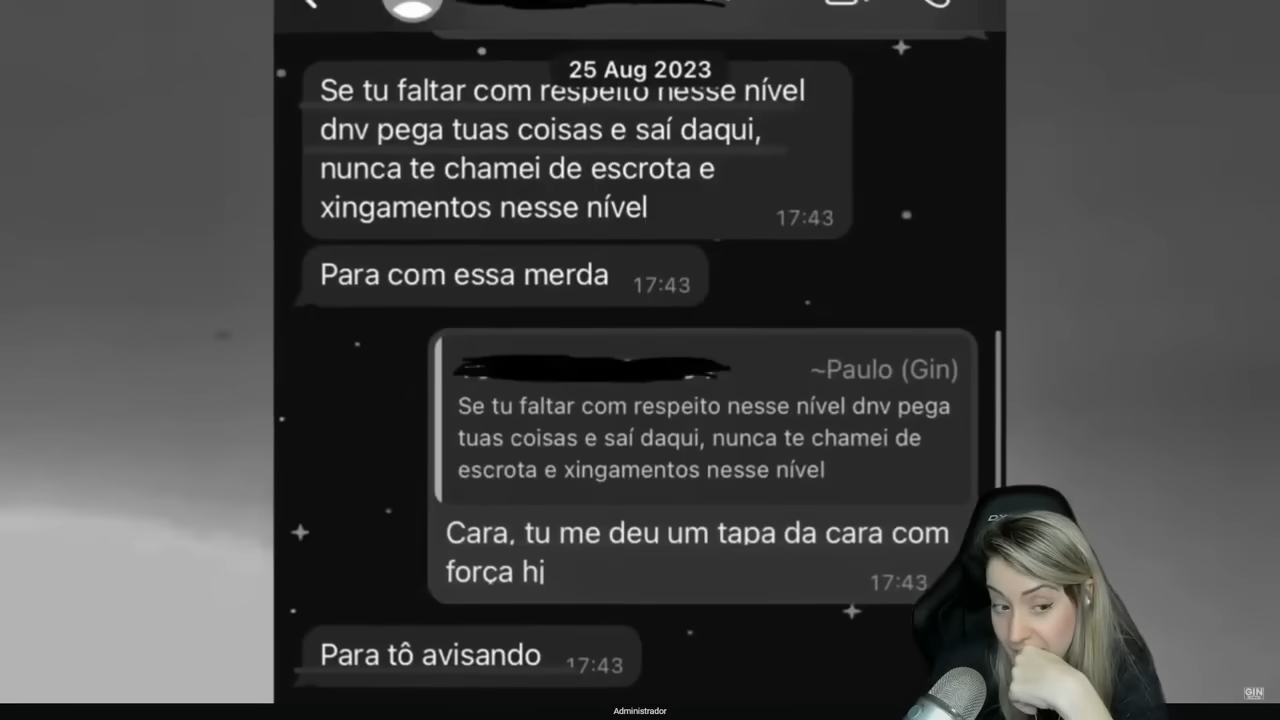 25 Aug 2023
Se tu faltar com respeito nesse nível
dnv pega tuas coisas e saí daqui,
nunca te chamei de escrota e
xingamentos nesse nível
17:43
Para com essa merda
17:43
~Paulo (Gin)
Se tu faltar com respeito nesse nível dnv pega
tuas coisas e saí daqui, nunca te chamei de
escrota e xingamentos nesse nível
Cara, tu me deu um tapa da cara com
força hj
17:43
Para tô avisando
17:43
GIN
Administrador